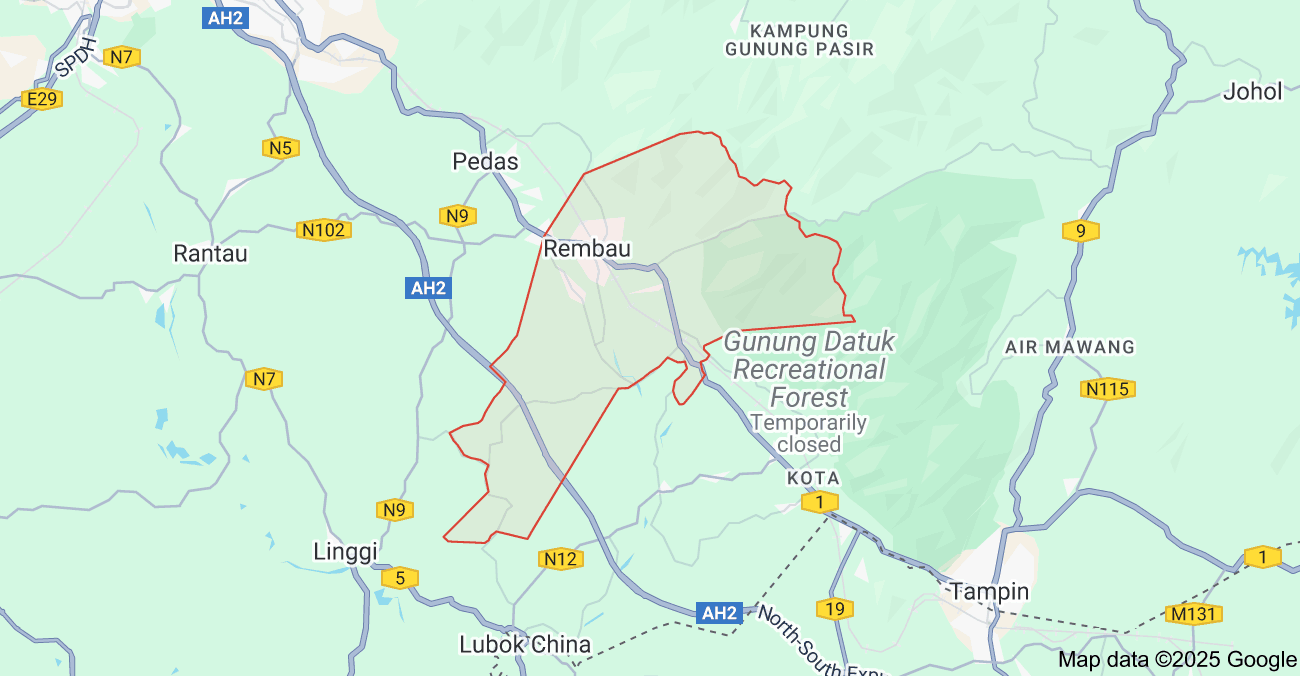 AH2
KAMPUNG
GUNUNG PASIR
SPDH
N7
E29
Johol
N5
Pedas
N9
N102
9
Rantau
Rembau
AH2
Gunung Datuk
Recreational
Forest
Temporarily
closed
AIR MAWANG
N7
N115
KOTA
1
N9
Linggi
N12
5
1
Tampin
AH2
19
M131
North-South Expr
Lubok China
Map data ©2025 Google